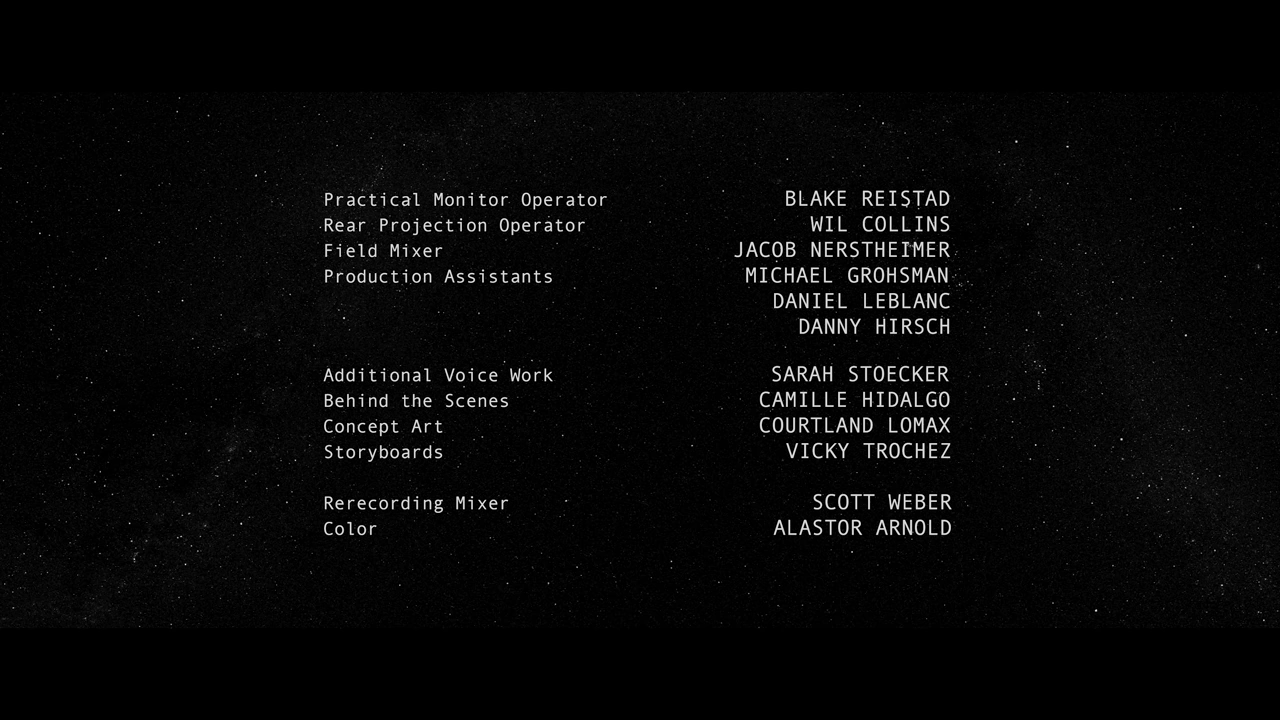 Practical Monitor Operator BLAKE REISTAD
Rear Projection Operator WIL COLLINS
Field Mixer JACOB NERSTHEIMER
Production Assistants MICHAEL GROHSMAN
DANIEL LEBLANC
DANNY HIRSCH
Additional Voice Work SARAH STOECKER
Behind the Scenes CAMILLE HIDALGO
Concept Art COURTLAND LOMAX
Storyboards VICKY TROCHEZ
Rerecording Mixer SCOTT WEBER
Color ALASTOR ARNOLD